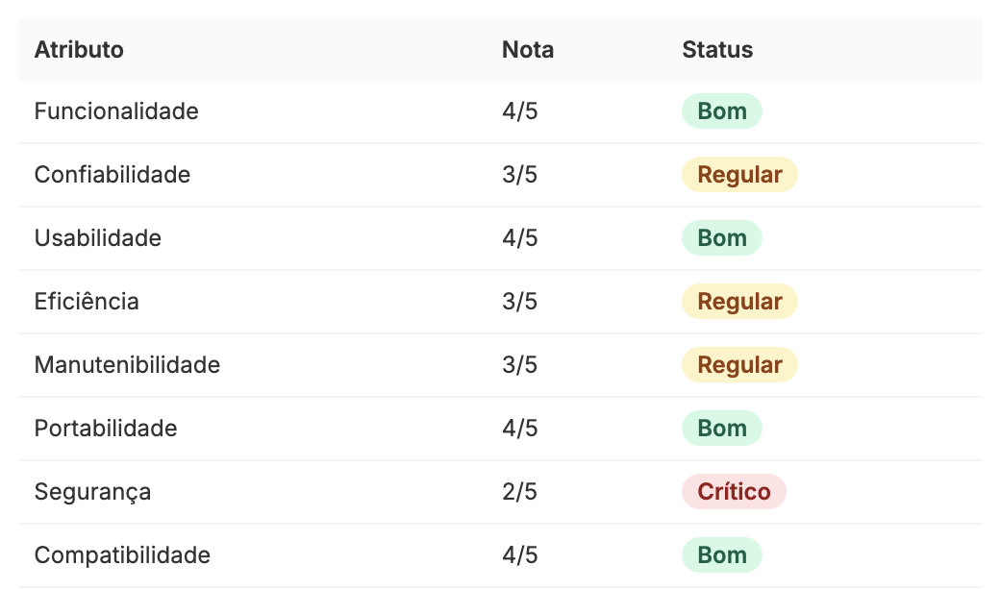 Atributo Nota Status
Funcionalidade 4/5 Bom
Confiabilidade 3/5 Regular
Usabilidade 4/5 Bom
Eficiência 3/5 Regular
Manutenibilidade 3/5 Regular
Portabilidade 4/5 Bom
Segurança 2/5 Crítico
Compatibilidade 4/5 Bom